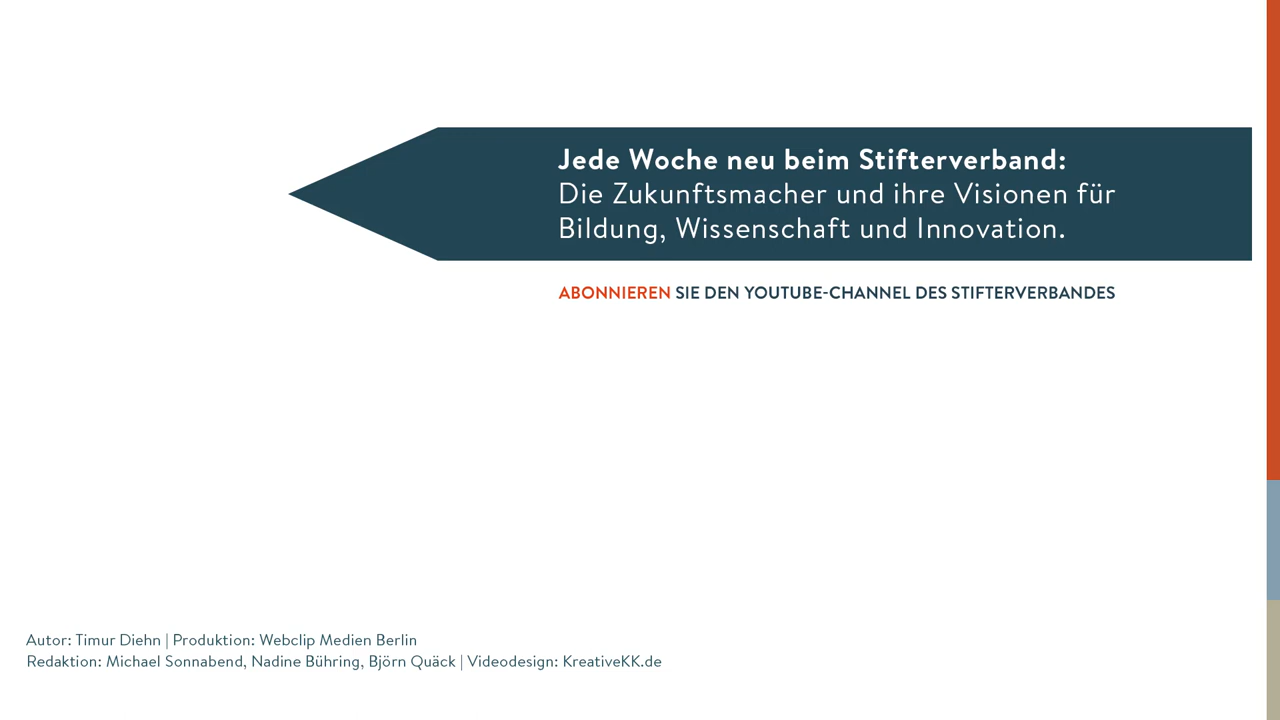 Jede Woche neu beim Stifterverband:
Die Zukunftsmacher und ihre Visionen für
Bildung, Wissenschaft und Innovation.
ABONNIEREN SIE DEN YOUTUBE-CHANNEL DES STIFTERVERBANDES
Autor: Timur Diehn | Produktion: Webclip Medien Berlin
Redaktion: Michael Sonnabend, Nadine Bühring, Björn Quäck | Videodesign: KreativeKK.de